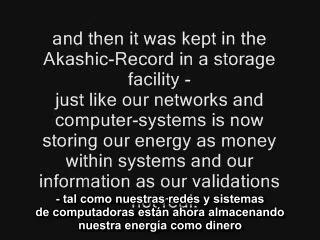 and then it was kept in the
Akashic-Record in a storage
facility -
just like our networks and
computer-systems is now
storing our energy as money
within systems and our
information as our validations
- tal como nuestras redes y sistemas
de computadoras están ahora almacenando
nuestra energía como dinero